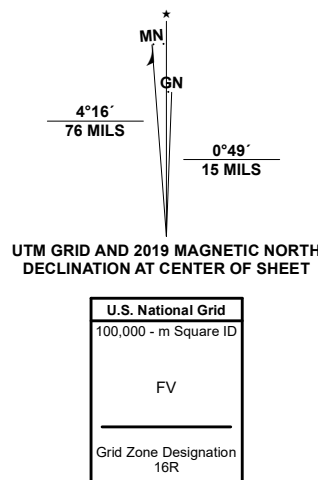 ★
MN
GN
4°16´
76 MILS
0°49´
15 MILS
UTM GRID AND 2019 MAGNETIC NORTH
DECLINATION AT CENTER OF SHEET
U.S. National Grid
100,000 - m Square ID
FV
Grid Zone Designation
16R